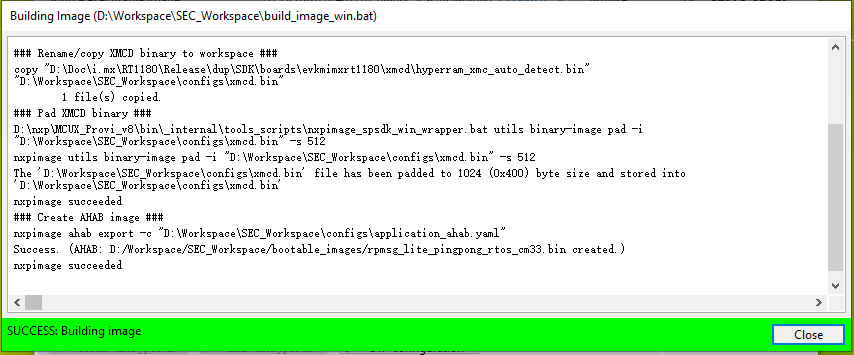 Building Image (D:\Workspace\SEC_Workspace\build_image_win.bat)
### Rename/copy XMCD binary to workspace ###
copy "D:\Doc\i.mx\RT1180\Release\dup\SDK\boards\evkmimxrt1180\xmcd\hyperram_xmc_auto_detect.bin"
"D:\Workspace\SEC_Workspace\configs\xmcd.bin"
1 file(s) copied.
### Pad XMCD binary ###
D:\nxp\MCUX_Provi_v8\bin\_internal\tools_scripts\nxpimage_spsdk_win_wrapper.bat utils binary-image pad -i
"D:\Workspace\SEC_Workspace\configs\xmcd.bin" -s 512
nxpimage utils binary-image pad -i "D:\Workspace\SEC_Workspace\configs\xmcd.bin" -s 512
The 'D:\Workspace\SEC_Workspace\configs\xmcd.bin' file has been padded to 1024 (0x400) byte size and stored into
'D:\Workspace\SEC_Workspace\configs\xmcd.bin'
nxpimage succeeded
### Create AHAB image ###
nxpimage ahab export -c "D:\Workspace\SEC_Workspace\configs\application_ahab.yaml"
Success. (AHAB: D:/Workspace/SEC_Workspace/bootable_images/rpmsg_lite_pingpong_rtos_cm33.bin created.)
nxpimage succeeded
SUCCESS: Building image
Close